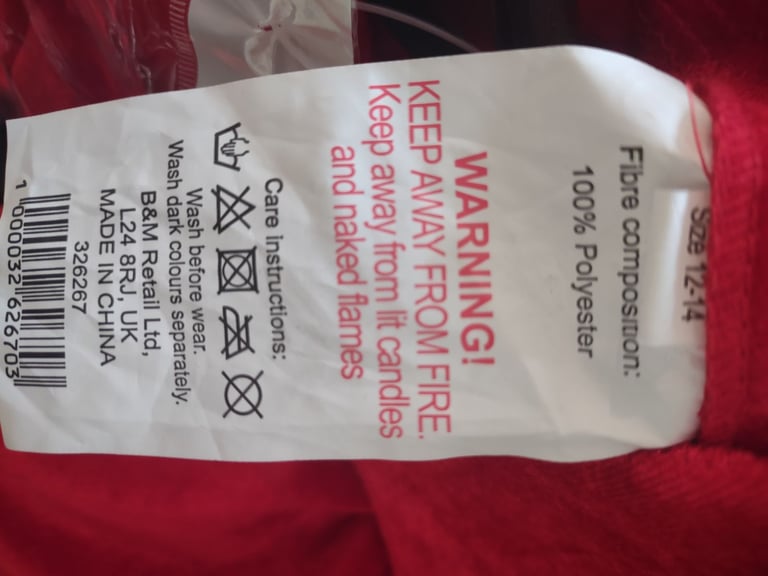 Size 12-14
Fibre composition:
100% Polyester
WARNING!
KEEP AWAY FROM FIRE.
Keep away from lit candles
and naked flames
Care instructions:
Wash before wear.
Wash dark colours separately.
B&M Retail Ltd,
L24 8RJ, UK
MADE IN CHINA
326267
1 000032 626703